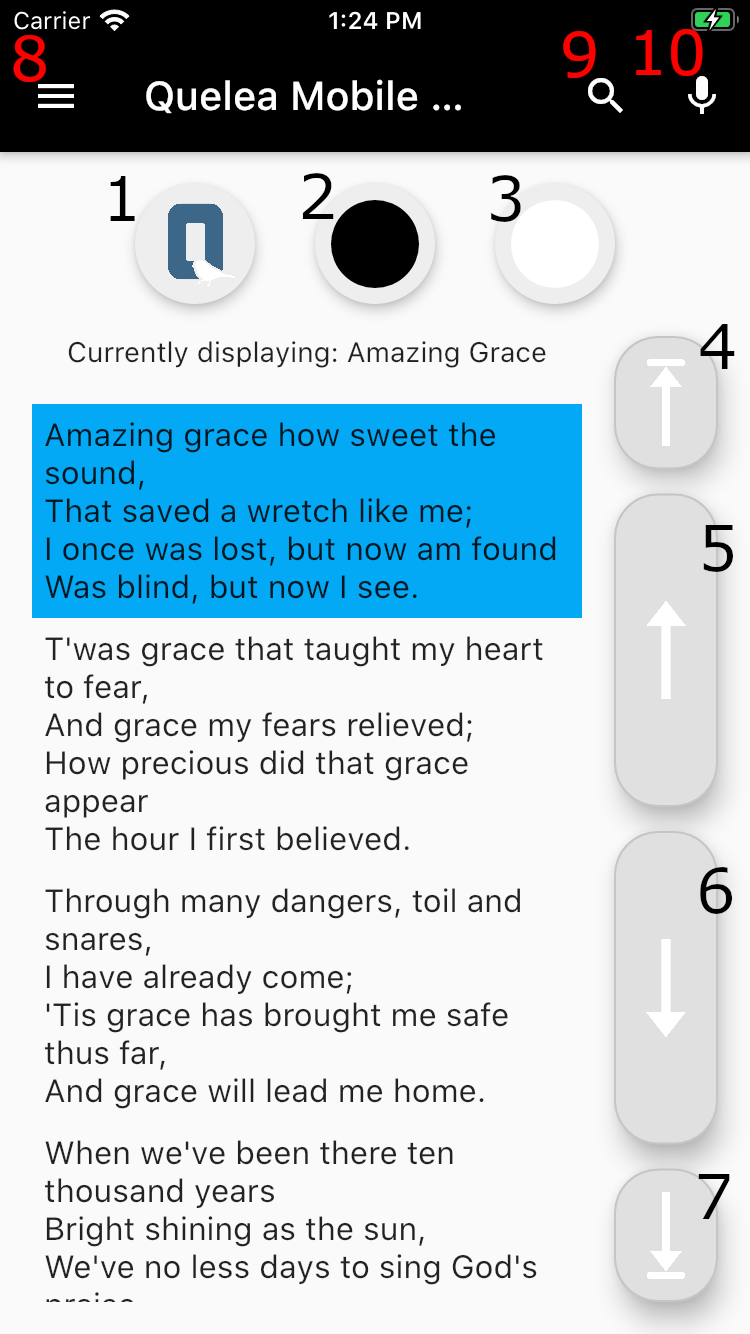 Carrier 1:24 PM
8 9 10
Quelea Mobile ...
1 2 3
Currently displaying: Amazing Grace
4
Amazing grace how sweet the
sound,
That saved a wretch like me;
I once was lost, but now am found
5
Was blind, but now I see.
T'was grace that taught my heart
to fear,
And grace my fears relieved;
How precious did that grace
appear
The hour I first believed.
6
Through many dangers, toil and
snares,
I have already come;
'Tis grace has brought me safe
thus far,
And grace will lead me home.
When we've been there ten
thousand years
7
Bright shining as the sun,
We've no less days to sing God's